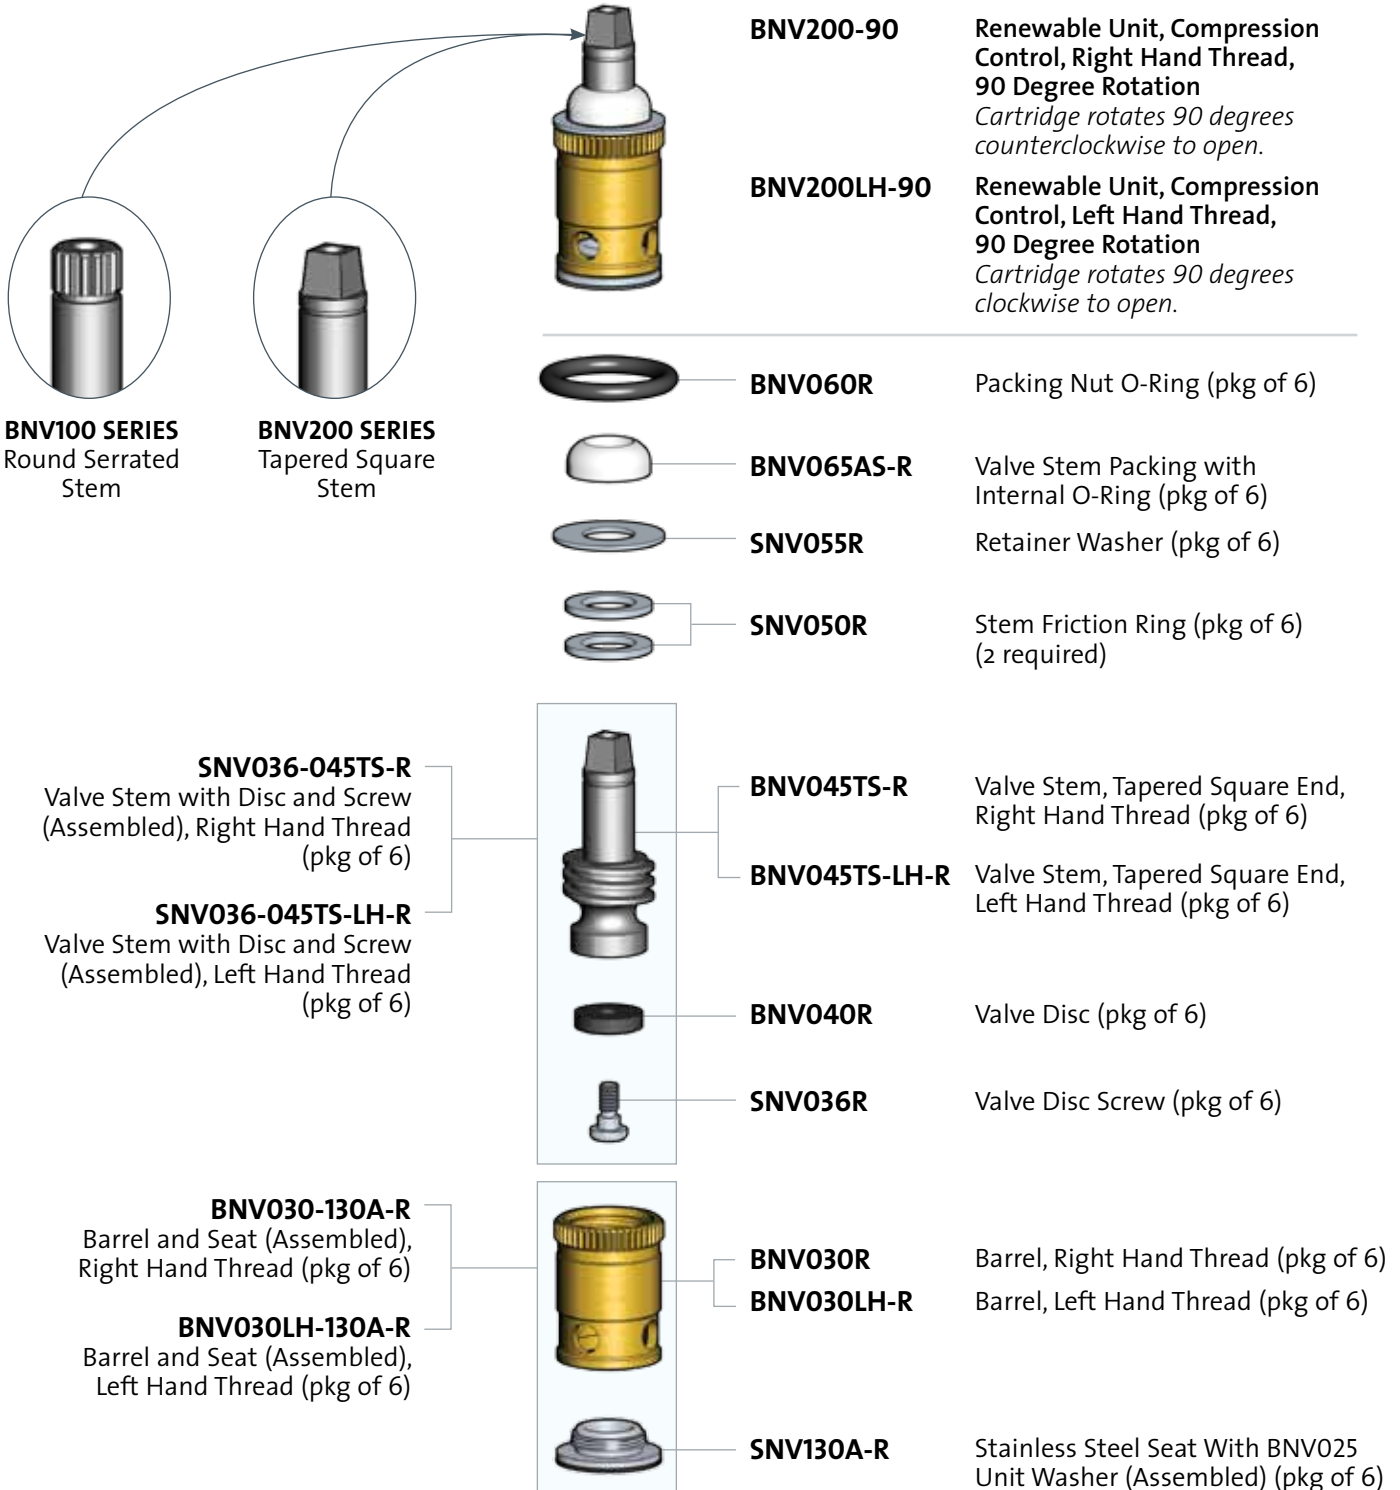 BNV200-90
Renewable Unit, Compression
Control, Right Hand Thread,
90 Degree Rotation
Cartridge rotates 90 degrees
counterclockwise to open.
BNV200LH-90
Renewable Unit, Compression
Control, Left Hand Thread,
90 Degree Rotation
Cartridge rotates 90 degrees
clockwise to open.
BNV100 SERIES
Round Serrated
Stem
BNV200 SERIES
Tapered Square
Stem
BNV060R
Packing Nut O-Ring (pkg of 6)
BNV065AS-R
Valve Stem Packing with
Internal O-Ring (pkg of 6)
SNV055R
Retainer Washer (pkg of 6)
SNV050R
Stem Friction Ring (pkg of 6)
(2 required)
SNV036-045TS-R
Valve Stem with Disc and Screw
(Assembled), Right Hand Thread
(pkg of 6)
SNV036-045TS-LH-R
Valve Stem with Disc and Screw
(Assembled), Left Hand Thread
(pkg of 6)
BNV045TS-R
Valve Stem, Tapered Square End,
Right Hand Thread (pkg of 6)
BNV045TS-LH-R
Valve Stem, Tapered Square End,
Left Hand Thread (pkg of 6)
BNV040R
Valve Disc (pkg of 6)
SNV036R
Valve Disc Screw (pkg of 6)
BNV030-130A-R
Barrel and Seat (Assembled),
Right Hand Thread (pkg of 6)
BNV030LH-130A-R
Barrel and Seat (Assembled),
Left Hand Thread (pkg of 6)
BNV030R
Barrel, Right Hand Thread (pkg of 6)
BNV030LH-R
Barrel, Left Hand Thread (pkg of 6)
SNV130A-R
Stainless Steel Seat With BNV025
Unit Washer (Assembled) (pkg of 6)